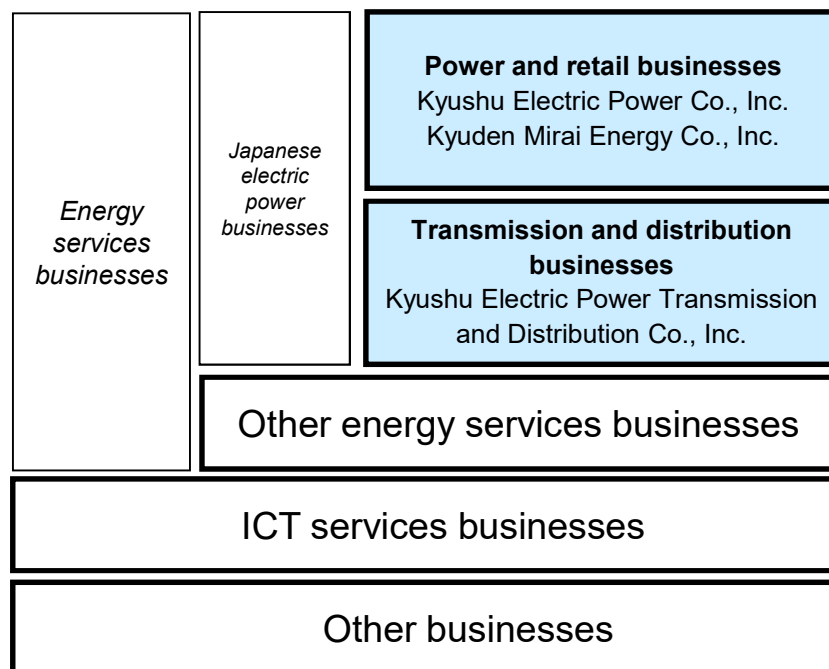 Energy
services
businesses
Japanese
electric
power
businesses
Power and retail businesses
Kyushu Electric Power Co., Inc.
Kyuden Mirai Energy Co., Inc.
Transmission and distribution
businesses
Kyushu Electric Power Transmission
and Distribution Co., Inc.
Other energy services businesses
ICT services businesses
Other businesses